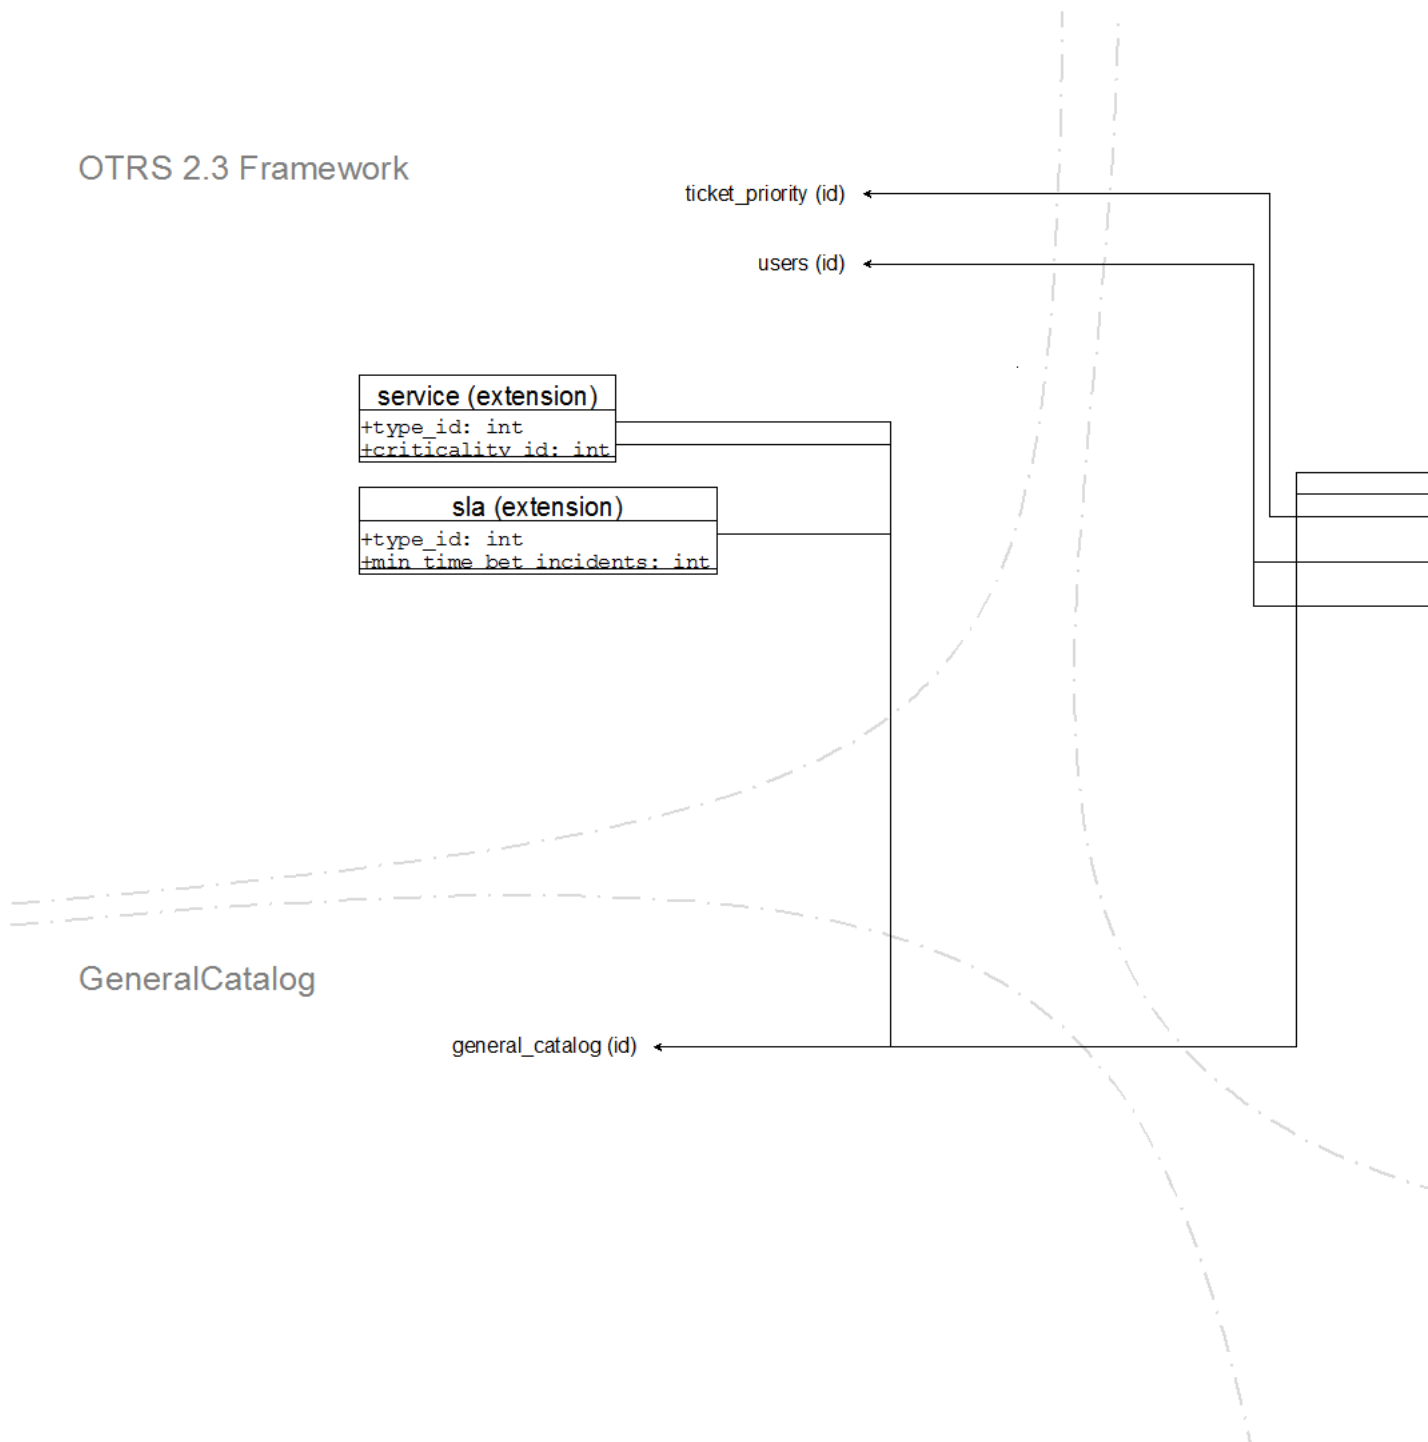 OTRS 2.3 Framework
ticket_priority (id)
users (id)
service (extension)
+type_id: int
+criticality_id: int
sla (extension)
+type_id: int
+min_time_bet_incidents: int
GeneralCatalog
general_catalog (id)